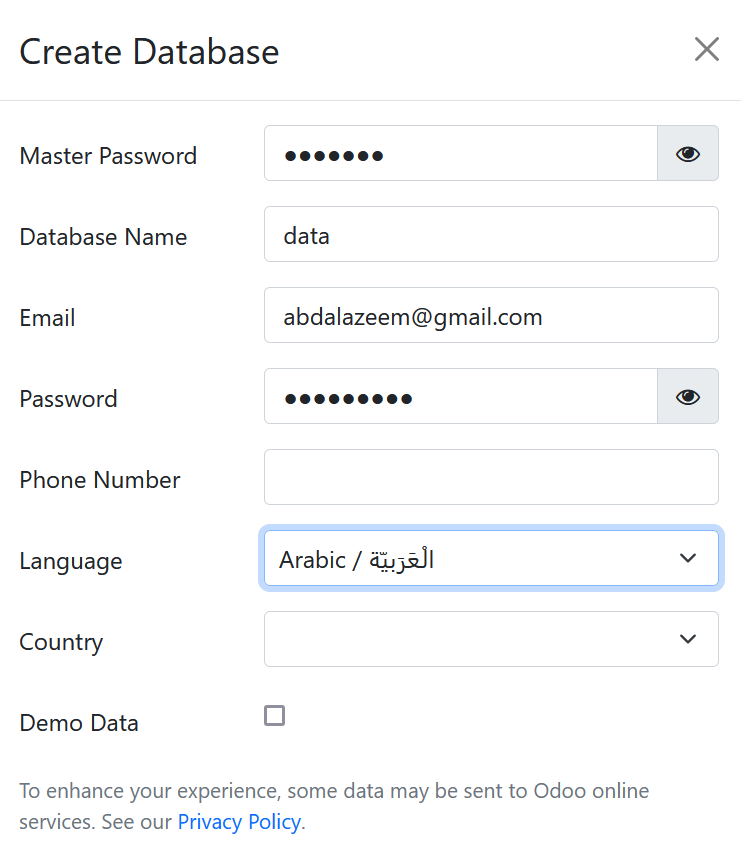 Create Database
Master Password
•••••••
Database Name
data
Email
abdalazeem@gmail.com
Password
•••••••••
Phone Number
Language
Arabic / الْعَرَبيّة
Country
Demo Data
To enhance your experience, some data may be sent to Odoo online
services. See our Privacy Policy.